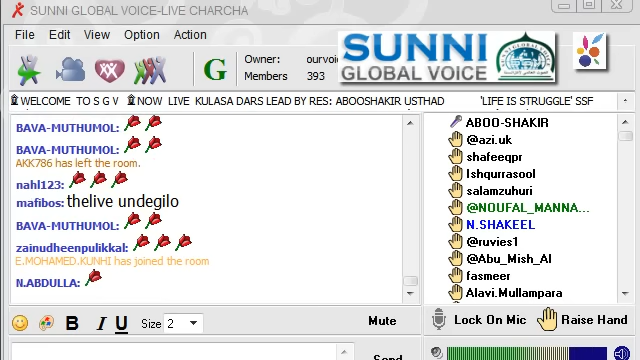 SUNNI GLOBAL VOICE-LIVE CHARCHA
File Edit View Option Action
G Owner: ourvoi
Members 393
SUNNI
GLOBAL VOICE
WELCOME TO S G V NOW LIVE KULASA DARS LEAD BY RES: ABOOSHAKIR USTHAD 'LIFE IS STRUGGLE' SSF
BAVA-MUTHUMOL:
BAVA-MUTHUMOL:
AKK786 has left the room.
nahl123:
mafibos: thelive undegilo
BAVA-MUTHUMOL:
zainudheenpulikkal:
E.MOHAMED.KUNHI has joined the room
N.ABDULLA:
ABOO-SHAKIR
@azi.uk
shafeeqpr
Ishqurrasool
salamzuhuri
@NOUFAL_MANNA...
N.SHAKEEL
@ruvies1
@Abu_Mish_Al
fasmeer
Alavi.Mullampara
B I U Size 2 Mute
Lock On Mic Raise Hand
Send